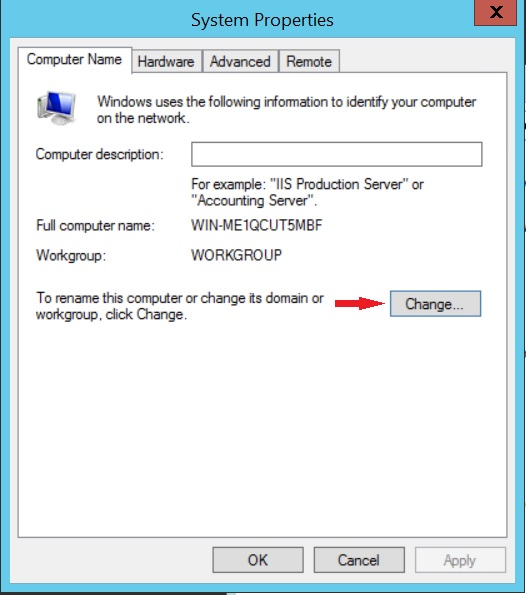 System Properties
X
Computer Name
Hardware
Advanced
Remote
Windows uses the following information to identify your computer
on the network.
Computer description:
For example: "IIS Production Server" or
"Accounting Server".
Full computer name:
WIN-ME1QCUT5MBF
Workgroup:
WORKGROUP
To rename this computer or change its domain or
workgroup, click Change.
Change...
OK
Cancel
Apply